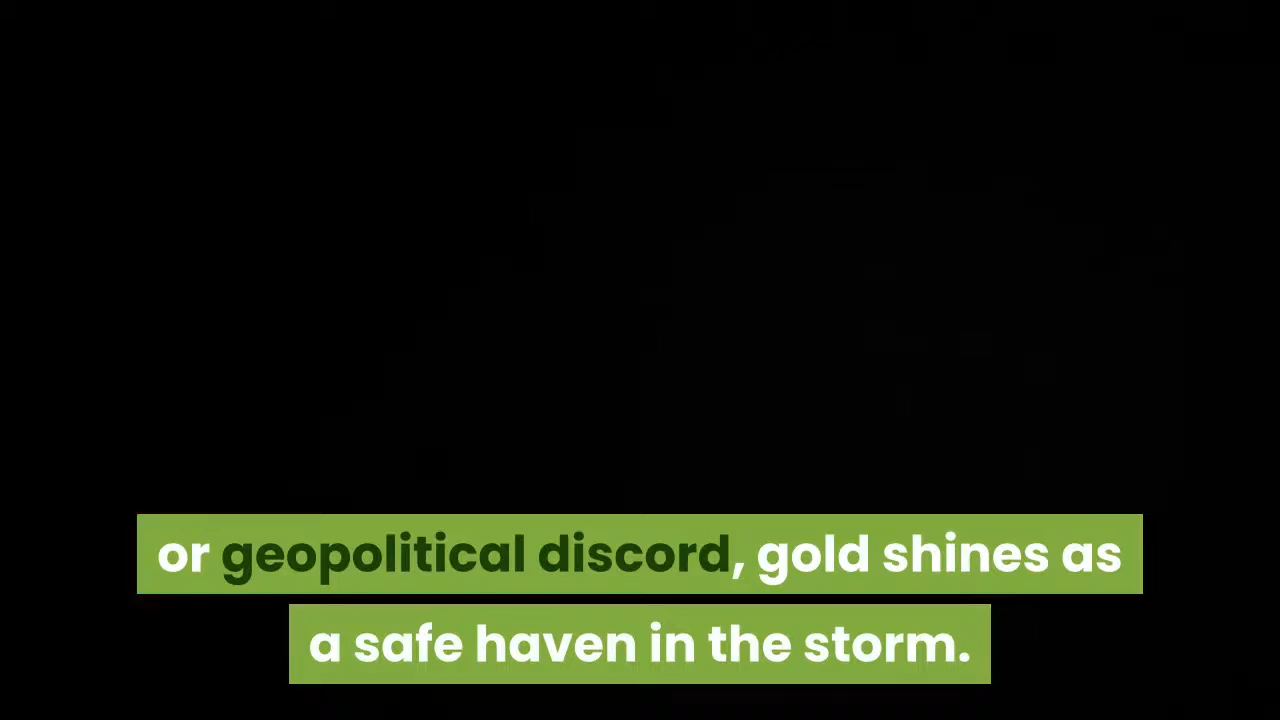 or geopolitical discord, gold shines as
a safe haven in the storm.